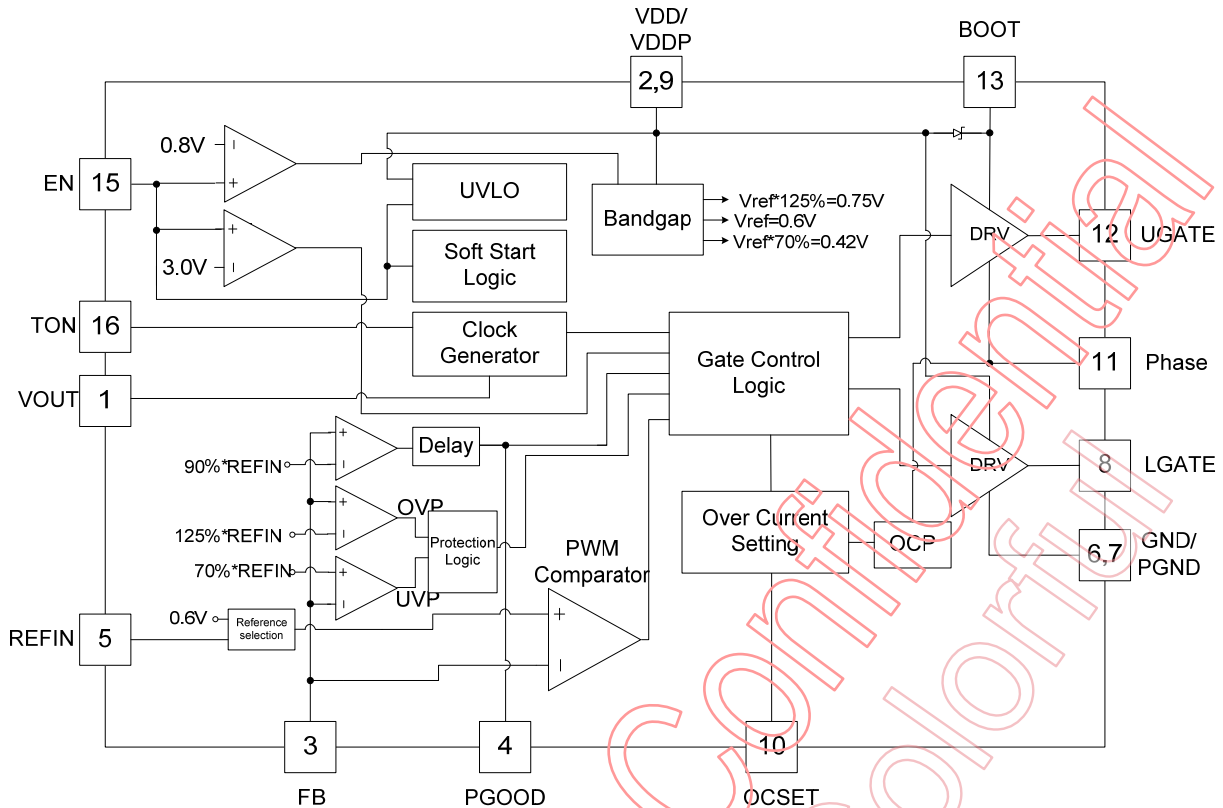 VDD/
VDDP
BOOT
2,9
13
0.8V
EN
15
UVLO
Bandgap
Vref*125%=0.75V
Vref=0.6V
Vref*70%=0.42V
DRV
12
UGATE
3.0V
Soft Start
Logic
TON
16
Clock
Generator
Gate Control
Logic
11
Phase
VOUT
1
90%*REFIN
Delay
DRV
8
LGATE
OVP
125%*REFIN
Protection
Logic
70%*REFIN
UVP
PWM
Comparator
Over Current
Setting
OCP
6,7
GND/
PGND
0.6V
Reference
selection
REFIN
5
3
4
10
FB
PGOOD
OCSET
Confidential
Colorful